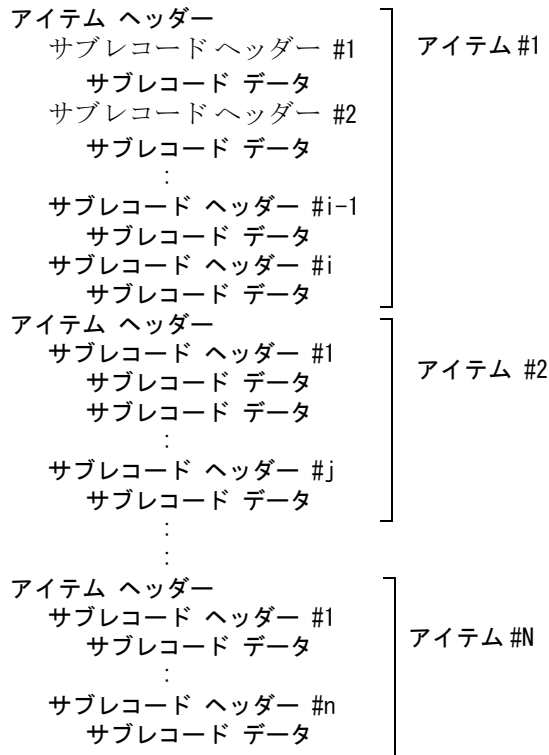 アイテム ヘッダー
サブレコード ヘッダー #1
アイテム #1
サブレコード データ
サブレコード ヘッダー #2
サブレコード データ
:
サブレコード ヘッダー #i-1
サブレコード データ
サブレコード ヘッダー #i
サブレコード データ
アイテム ヘッダー
サブレコード ヘッダー #1
アイテム #2
サブレコード データ
サブレコード データ
:
サブレコード ヘッダー #j
サブレコード データ
:
:
アイテム ヘッダー
サブレコード ヘッダー #1
アイテム #N
サブレコード データ
:
サブレコード ヘッダー #n
サブレコード データ